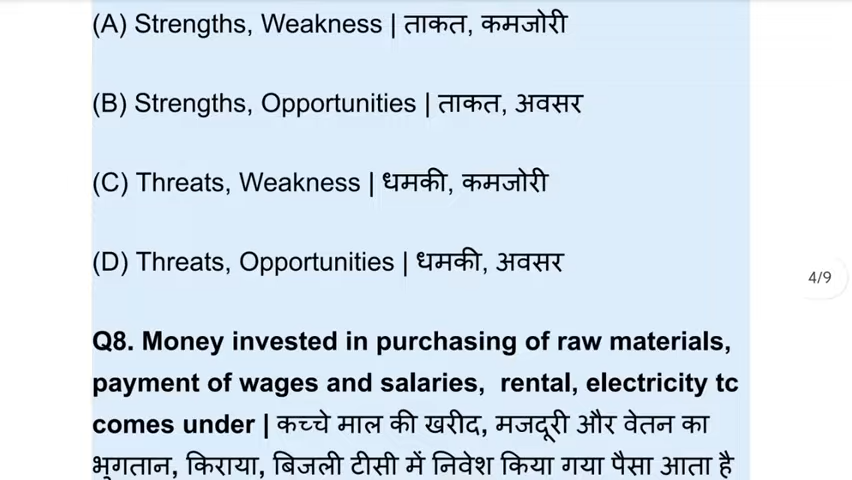 (A) Strengths, Weakness | ताकत, कमजोरी
(B) Strengths, Opportunities | ताकत, अवसर
(C) Threats, Weakness | धमकी, कमजोरी
(D) Threats, Opportunities | धमकी, अवसर
4/9
Q8. Money invested in purchasing of raw materials,
payment of wages and salaries, rental, electricity tc
comes under | कच्चे माल की खरीद, मजदूरी और वेतन का
भुगतान, किराया, बिजली टीसी में निवेश किया गया पैसा आता है